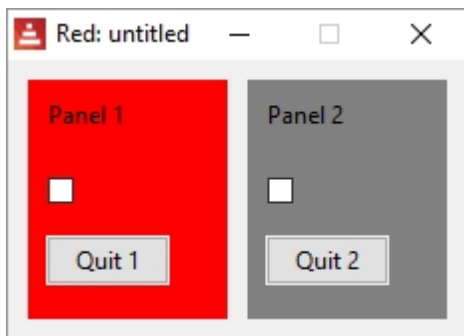 Red: untitled
Panel 1
Quit 1
Panel 2
Quit 2